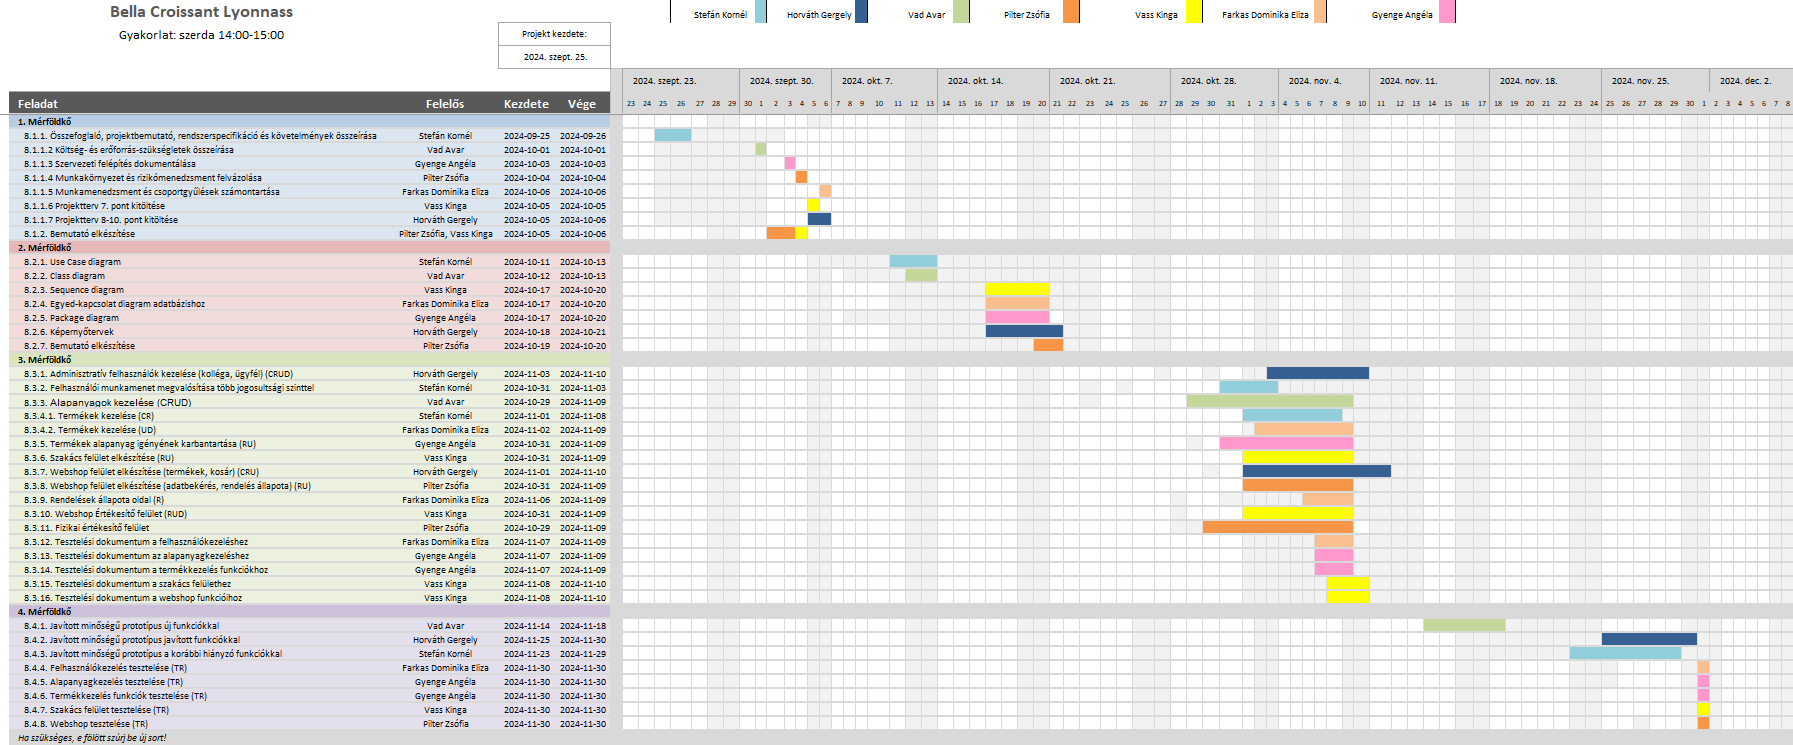 Bella Croissant Lyonnass
Gyakorlat: szerda 14:00-15:00
Stefán Kornél Horváth Gergely Vad Avar Pilter Zsófia Vass Kinga Farkas Dominika Eliza Gyenge Angéla
Projekt kezdete:
2024. szept. 25.
2024. szept. 23. 2024. szept. 30. 2024. okt. 7. 2024. okt. 14. 2024. okt. 21. 2024. okt. 28. 2024. nov. 4. 2024. nov. 11. 2024. nov. 18. 2024. nov. 25. 2024. dec. 2.
23 24 25 26 27 28 29 30 1 2 3 4 5 6 7 8 9 10 11 12 13 14 15 16 17 18 19 20 21 22 23 24 25 26 27 28 29 30 31 1 2 3 4 5 6 7 8 9 10 11 12 13 14 15 16 17 18 19 20 21 22 23 24 25 26 27 28 29 30 1 2 3 4 5 6 7 8
Feladat Felelős Kezdete Vége
1. Mérföldkő
8.1.1. Összefoglaló, projektbemutató, rendszerspecifikáció és követelmények összeírása Stefán Kornél 2024-09-25 2024-09-26
8.1.1.2 Költség- és erőforrás-szükségletek összeírása Vad Avar 2024-10-01 2024-10-01
8.1.1.3 Szervezeti felépítés dokumentálása Gyenge Angéla 2024-10-03 2024-10-03
8.1.1.4 Munkakörnyezet és rizikómenedzsment felvázolása Pilter Zsófia 2024-10-04 2024-10-04
8.1.1.5 Munkamenedzsment és csoportgyűlések számontartása Farkas Dominika Eliza 2024-10-06 2024-10-06
8.1.1.6 Projektterv 7. pont kitöltése Vass Kinga 2024-10-05 2024-10-05
8.1.1.7 Projektterv 8-10. pont kitöltése Horváth Gergely 2024-10-05 2024-10-06
8.1.2. Bemutató elkészítése Pilter Zsófia, Vass Kinga 2024-10-05 2024-10-06
2. Mérföldkő
8.2.1. Use Case diagram Stefán Kornél 2024-10-11 2024-10-13
8.2.2. Class diagram Vad Avar 2024-10-12 2024-10-13
8.2.3. Sequence diagram Vass Kinga 2024-10-17 2024-10-20
8.2.4. Egyed-kapcsolat diagram adatbázishoz Farkas Dominika Eliza 2024-10-17 2024-10-20
8.2.5. Package diagram Gyenge Angéla 2024-10-17 2024-10-20
8.2.6. Képernyőtervek Horváth Gergely 2024-10-18 2024-10-21
8.2.7. Bemutató elkészítése Pilter Zsófia 2024-10-19 2024-10-20
3. Mérföldkő
8.3.1. Adminisztratív felhasználók kezelése (kolléga, ügyfél) (CRUD) Horváth Gergely 2024-11-03 2024-11-10
8.3.2. Felhasználói munkamenet megvalósítása több jogosultsági szinttel Stefán Kornél 2024-10-31 2024-11-03
8.3.3. Alapanyagok kezelése (CRUD) Vad Avar 2024-10-29 2024-11-09
8.3.4.1. Termékek kezelése (CR) Stefán Kornél 2024-11-01 2024-11-08
8.3.4.2. Termékek kezelése (UD) Farkas Dominika Eliza 2024-11-02 2024-11-09
8.3.5. Termékek alapanyag igényének karbantartása (RU) Gyenge Angéla 2024-10-31 2024-11-09
8.3.6. Szakács felület elkészítése (RU) Vass Kinga 2024-10-31 2024-11-09
8.3.7. Webshop felület elkészítése (termékek, kosár) (CRU) Horváth Gergely 2024-11-01 2024-11-10
8.3.8. Webshop felület elkészítése (adatbekérés, rendelés állapota) (RU) Pilter Zsófia 2024-10-31 2024-11-09
8.3.9. Rendelések állapota oldal (R) Farkas Dominika Eliza 2024-11-06 2024-11-09
8.3.10. Webshop Értékesítő felület (RUD) Vass Kinga 2024-10-31 2024-11-09
8.3.11. Fizikai értékesítő felület Pilter Zsófia 2024-10-29 2024-11-09
8.3.12. Tesztelési dokumentum a felhasználókezeléshez Farkas Dominika Eliza 2024-11-07 2024-11-09
8.3.13. Tesztelési dokumentum az alapanyagkezeléshez Gyenge Angéla 2024-11-07 2024-11-09
8.3.14. Tesztelési dokumentum a termékkezelés funkciókhoz Gyenge Angéla 2024-11-07 2024-11-09
8.3.15. Tesztelési dokumentum a szakács felülethez Vass Kinga 2024-11-08 2024-11-10
8.3.16. Tesztelési dokumentum a webshop funkcióihoz Vass Kinga 2024-11-08 2024-11-10
4. Mérföldkő
8.4.1. Javított minőségű prototípus új funkciókkal Vad Avar 2024-11-14 2024-11-18
8.4.2. Javított minőségű prototípus javított funkciókkal Horváth Gergely 2024-11-25 2024-11-30
8.4.3. Javított minőségű prototípus a korábbi hiányzó funkciókkal Stefán Kornél 2024-11-23 2024-11-29
8.4.4. Felhasználókezelés tesztelése (TR) Farkas Dominika Eliza 2024-11-30 2024-11-30
8.4.5. Alapanyagkezelés tesztelése (TR) Gyenge Angéla 2024-11-30 2024-11-30
8.4.6. Termékkezelés funkciók tesztelése (TR) Gyenge Angéla 2024-11-30 2024-11-30
8.4.7. Szakács felület tesztelése (TR) Vass Kinga 2024-11-30 2024-11-30
8.4.8. Webshop tesztelése (TR) Pilter Zsófia 2024-11-30 2024-11-30
Ha szükséges, e fölött szúrj be új sort!